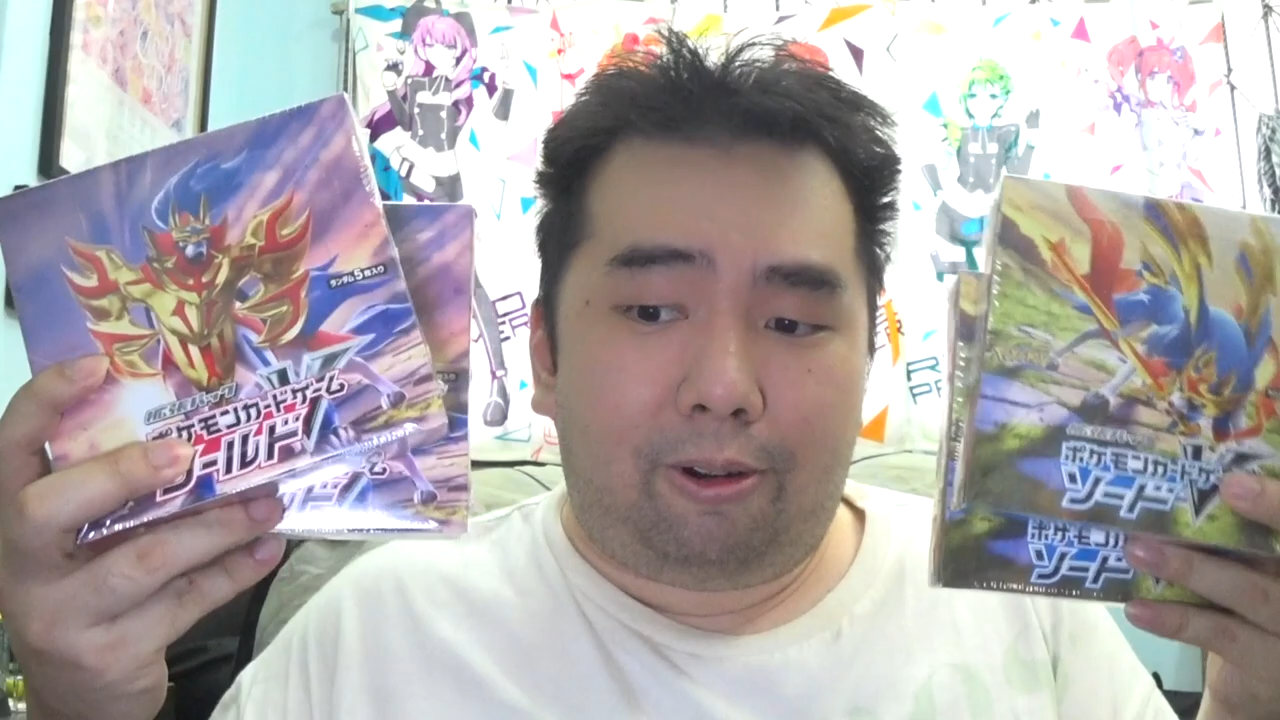 ランダム5枚入り
拡張パック
ポケモンカードゲーム
シールド
ルド
拡張パック
ポケモンカードゲ
ソード
ポケモンカ
ソード